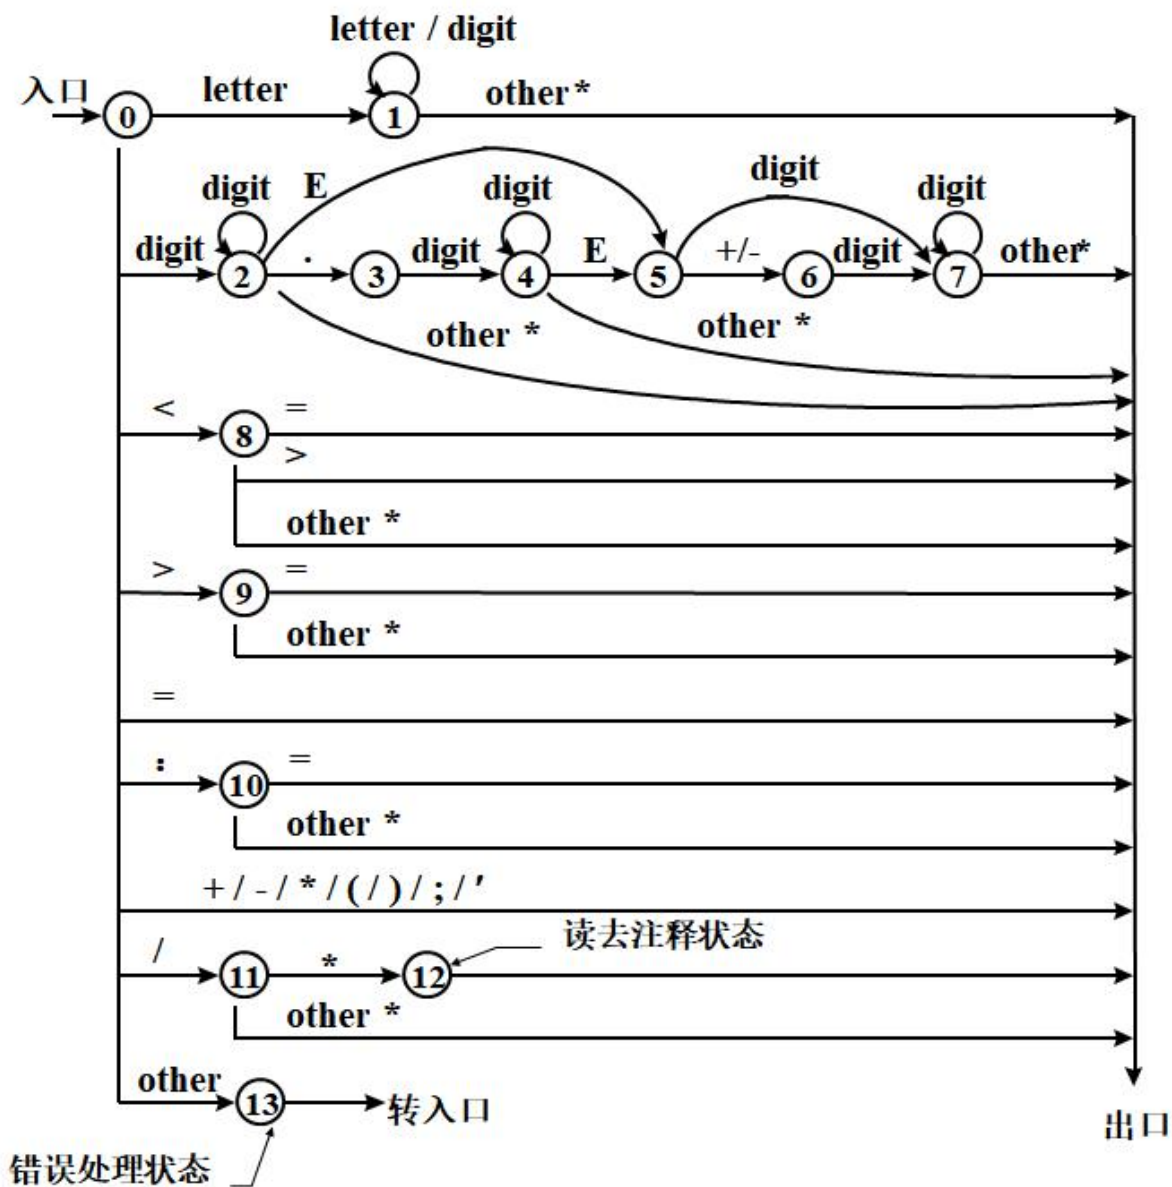 letter / digit
入口 0 letter 1 other*
digit E digit digit digit
digit 2 . 3 digit 4 E 5 +/- 6 digit 7 other*
other * other *
< 8 =
>
other *
> 9 =
other *
=
: 10 =
other *
+ / - / * / ( / ) / ; / ′
读去注释状态
/ 11 * 12
other *
other 13 转入口
出口
错误处理状态